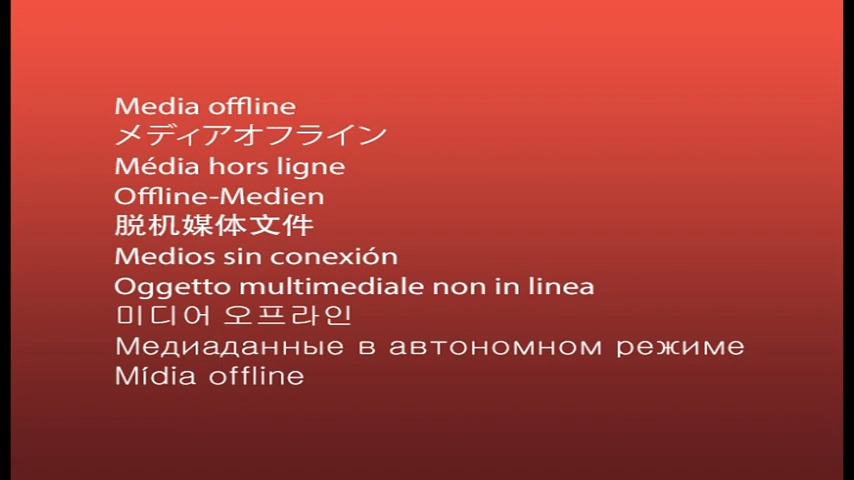 Media offline
メディアオフライン
Média hors ligne
Offline-Medien
脱机媒体文件
Medios sin conexión
Oggetto multimediale non in linea
미디어 오프라인
Медиаданные в автономном режиме
Mídia offline